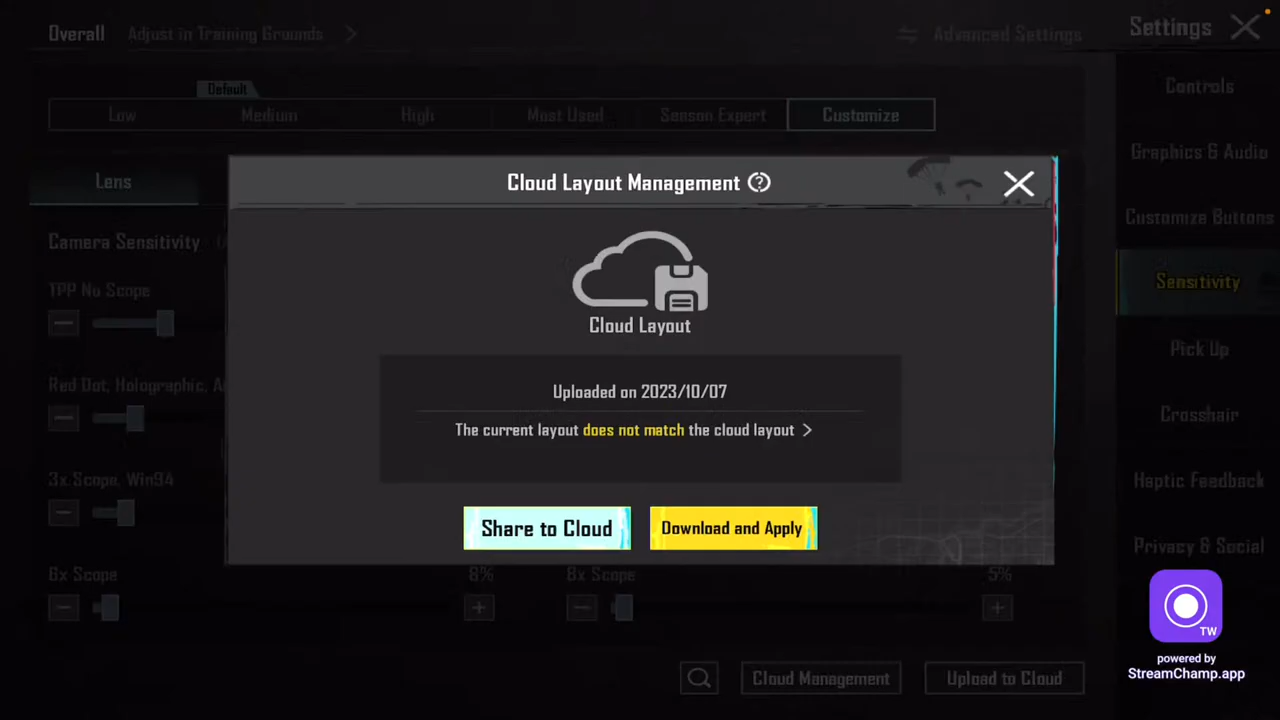 Overall Adjust in Training Grounds
Advanced Settings
Settings
Default
Low Medium High Most Used Season Expert Customize
Lens
Camera Sensitivity
TPP No Scope
Red Dot, Holographic,
3x Scope, Win94
6x Scope 8%
8x Scope 5%
Cloud Layout Management
Cloud Layout
Uploaded on 2023/10/07
The current layout does not match the cloud layout
Share to Cloud
Download and Apply
Controls
Graphics & Audio
Customize Buttons
Sensitivity
Pick Up
Crosshair
Haptic Feedback
Privacy & Social
Cloud Management
Upload to Cloud
TW
powered by
StreamChamp.app